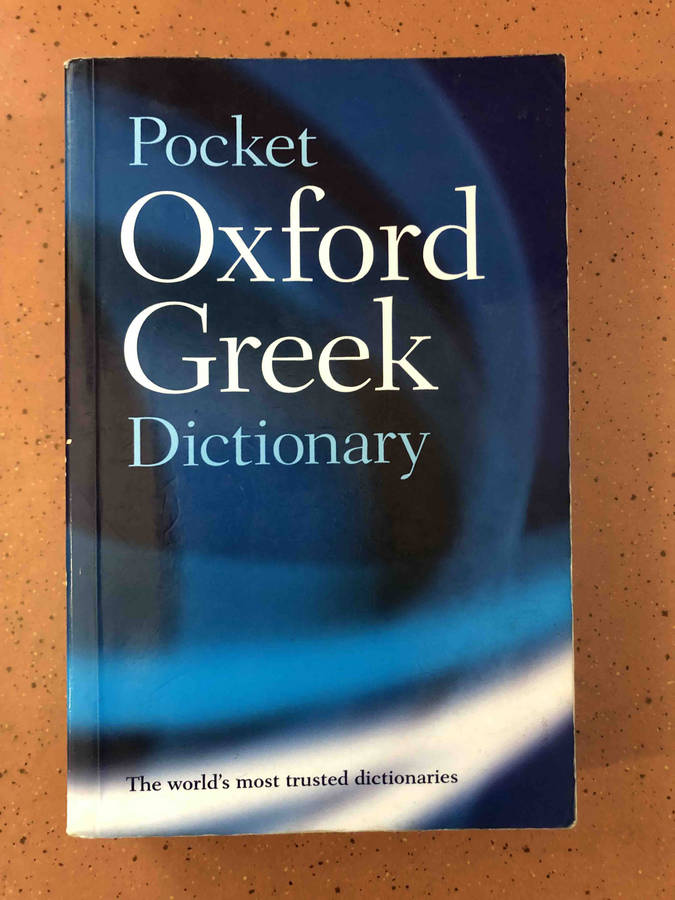 Pocket
Oxford
Greek
Dictionary
The world's most trusted dictionaries